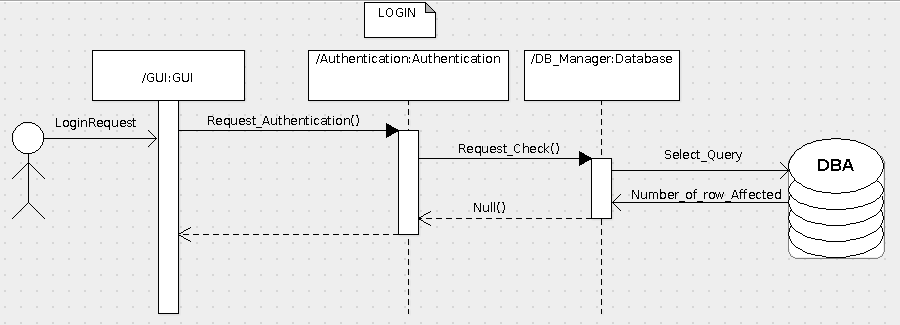 LOGIN
/GUI:GUI
/Authentication:Authentication
/DB_Manager:Database
LoginRequest
Request_Authentication()
Request_Check()
Select_Query
DBA
Number_of_row_Affected
Null()